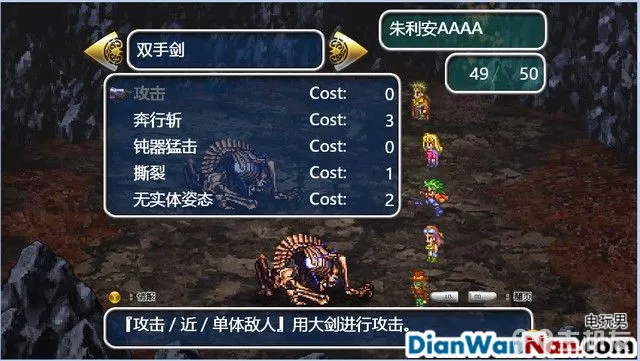 朱利安AAAA
双手剑
49/ 50
攻击 Cost: 0
奔行斩 Cost: 3
钝器猛击 Cost: 0
撕裂 Cost: 1
无实体姿态 Cost: 2
『攻击／近／单体敌人』用大剑进行攻击。
电玩男
DianWanNan.com